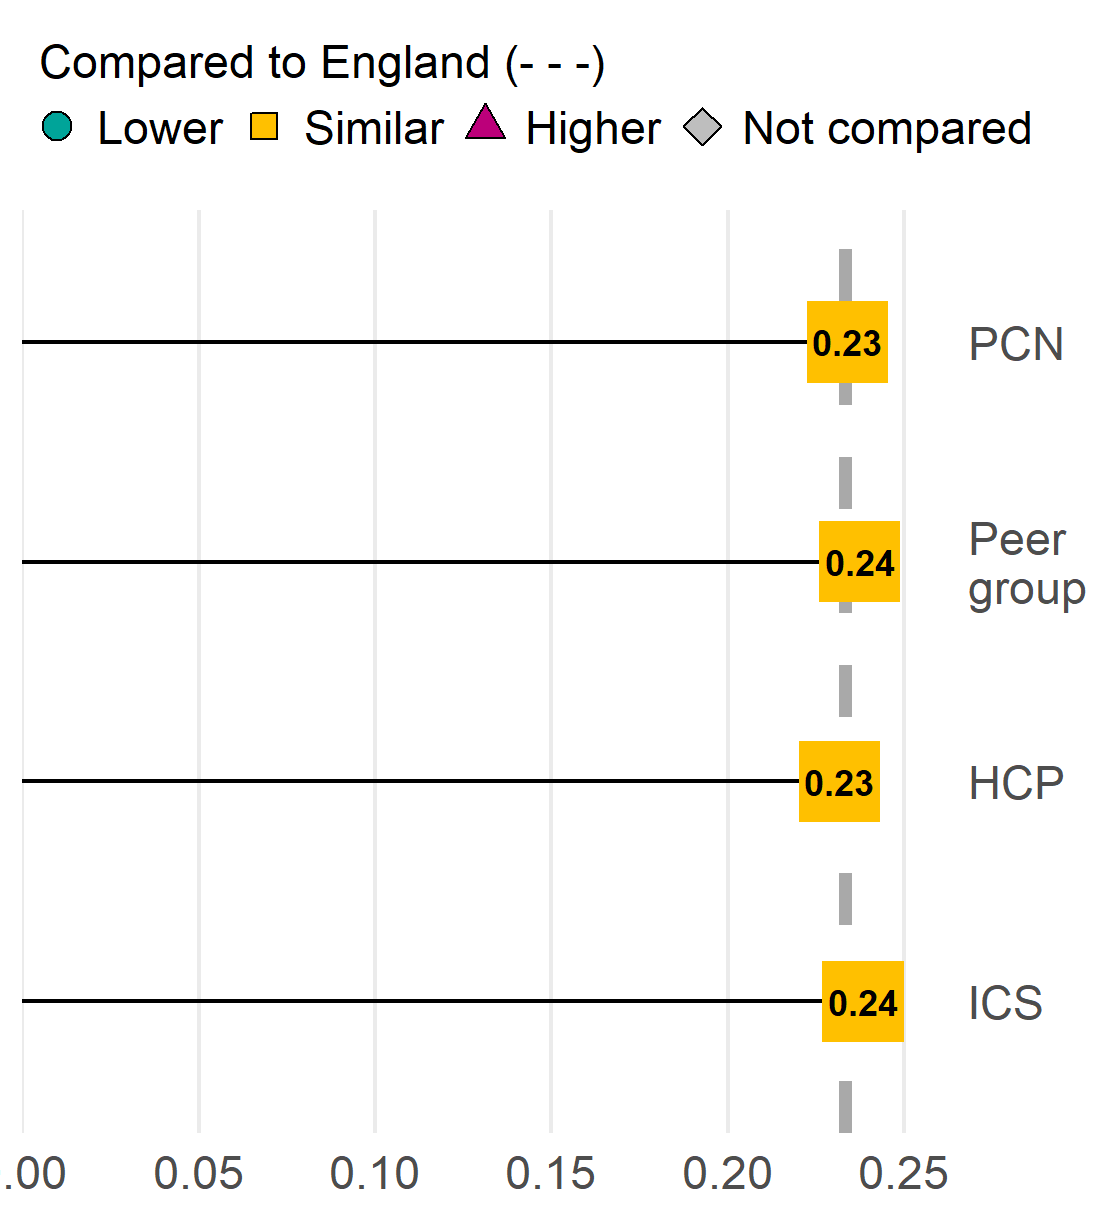 Compared to England (- - -)
Lower Similar Higher Not compared
0.23 PCN
0.24 Peer
group
0.23 HCP
0.24 ICS
.00 0.05 0.10 0.15 0.20 0.25